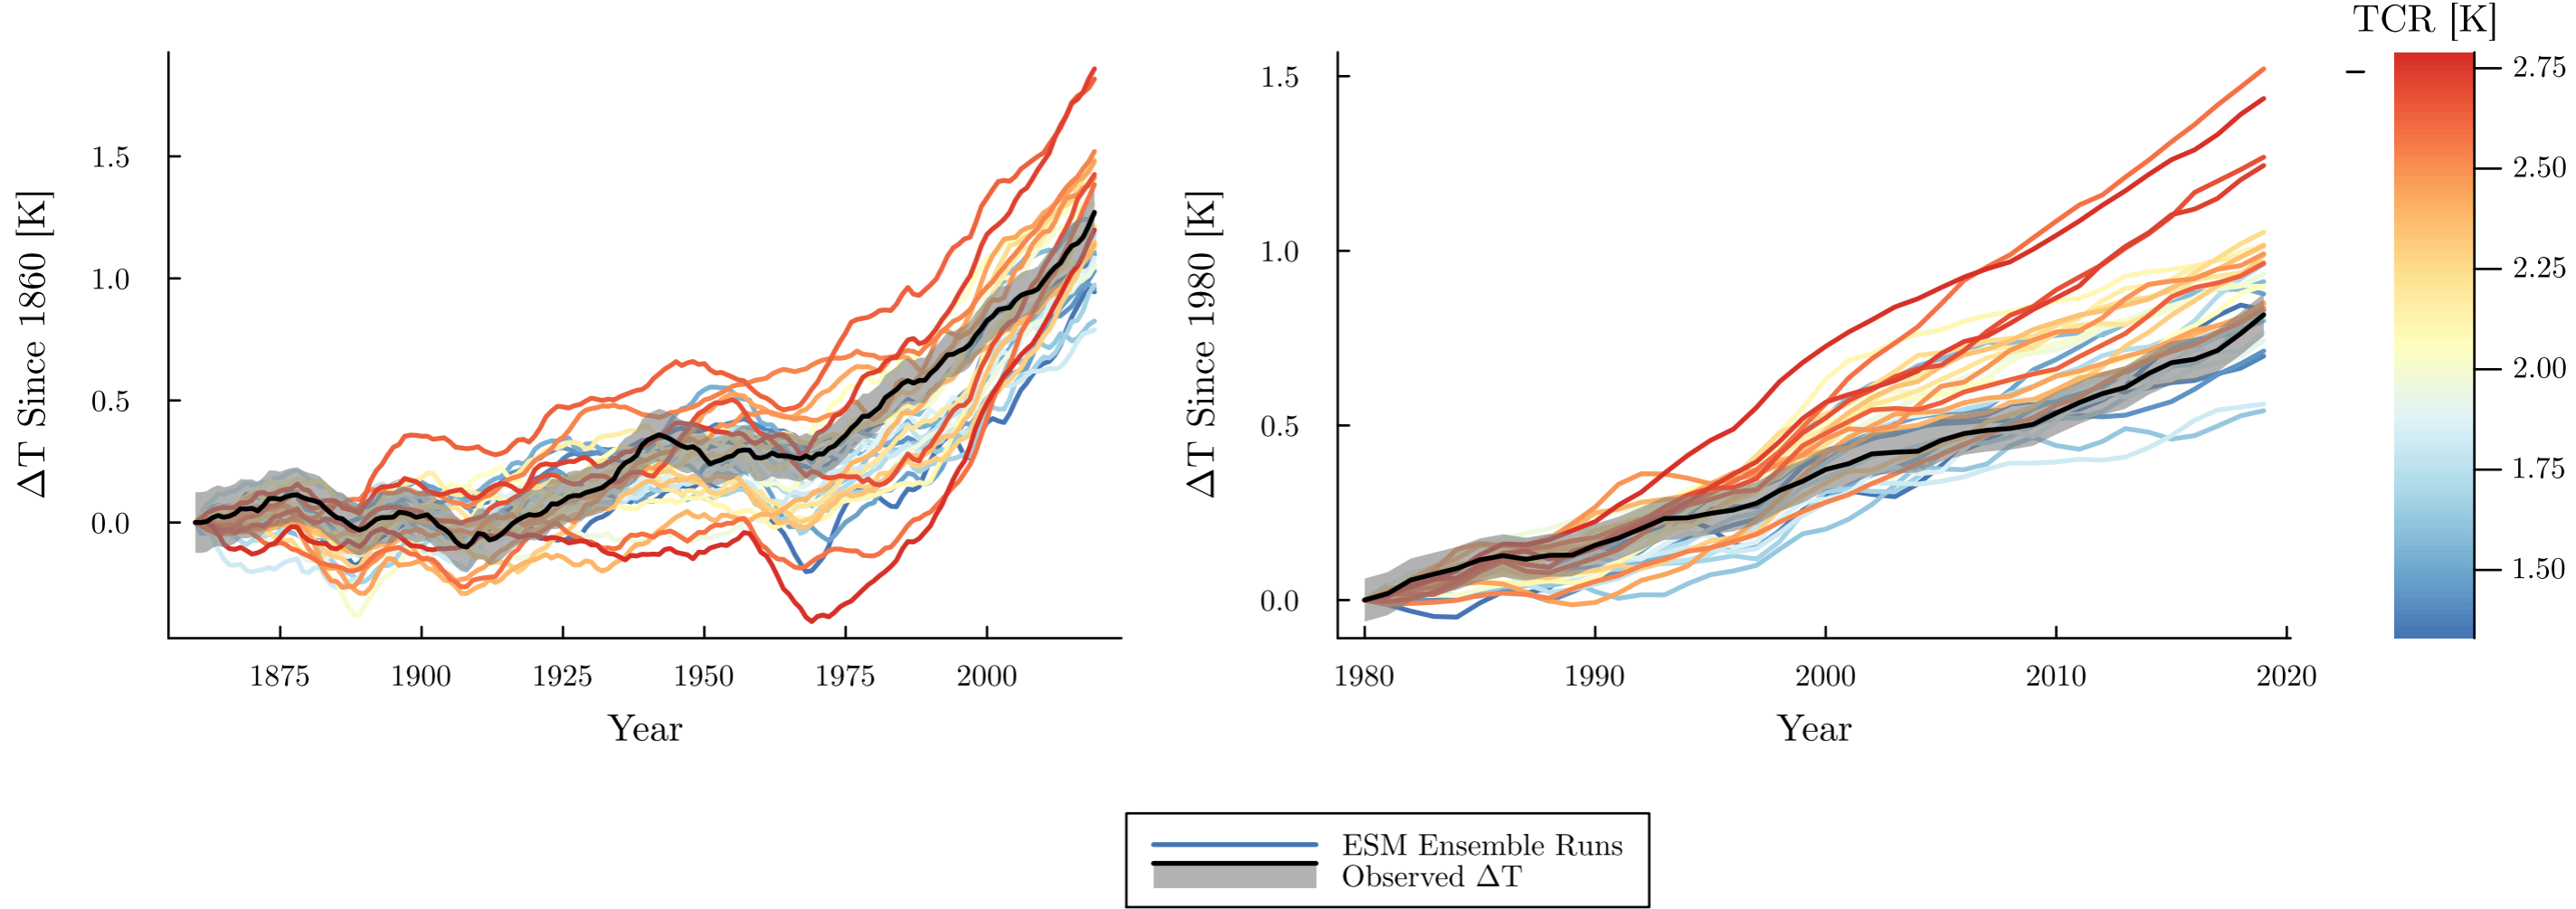 TCR [K]
ΔT Since 1860 [K]
1.5
1.0
0.5
0.0
1875 1900 1925 1950 1975 2000
Year
ΔT Since 1980 [K]
1.5
1.0
0.5
0.0
1980 1990 2000 2010 2020
Year
2.75
2.50
2.25
2.00
1.75
1.50
ESM Ensemble Runs
Observed ΔT